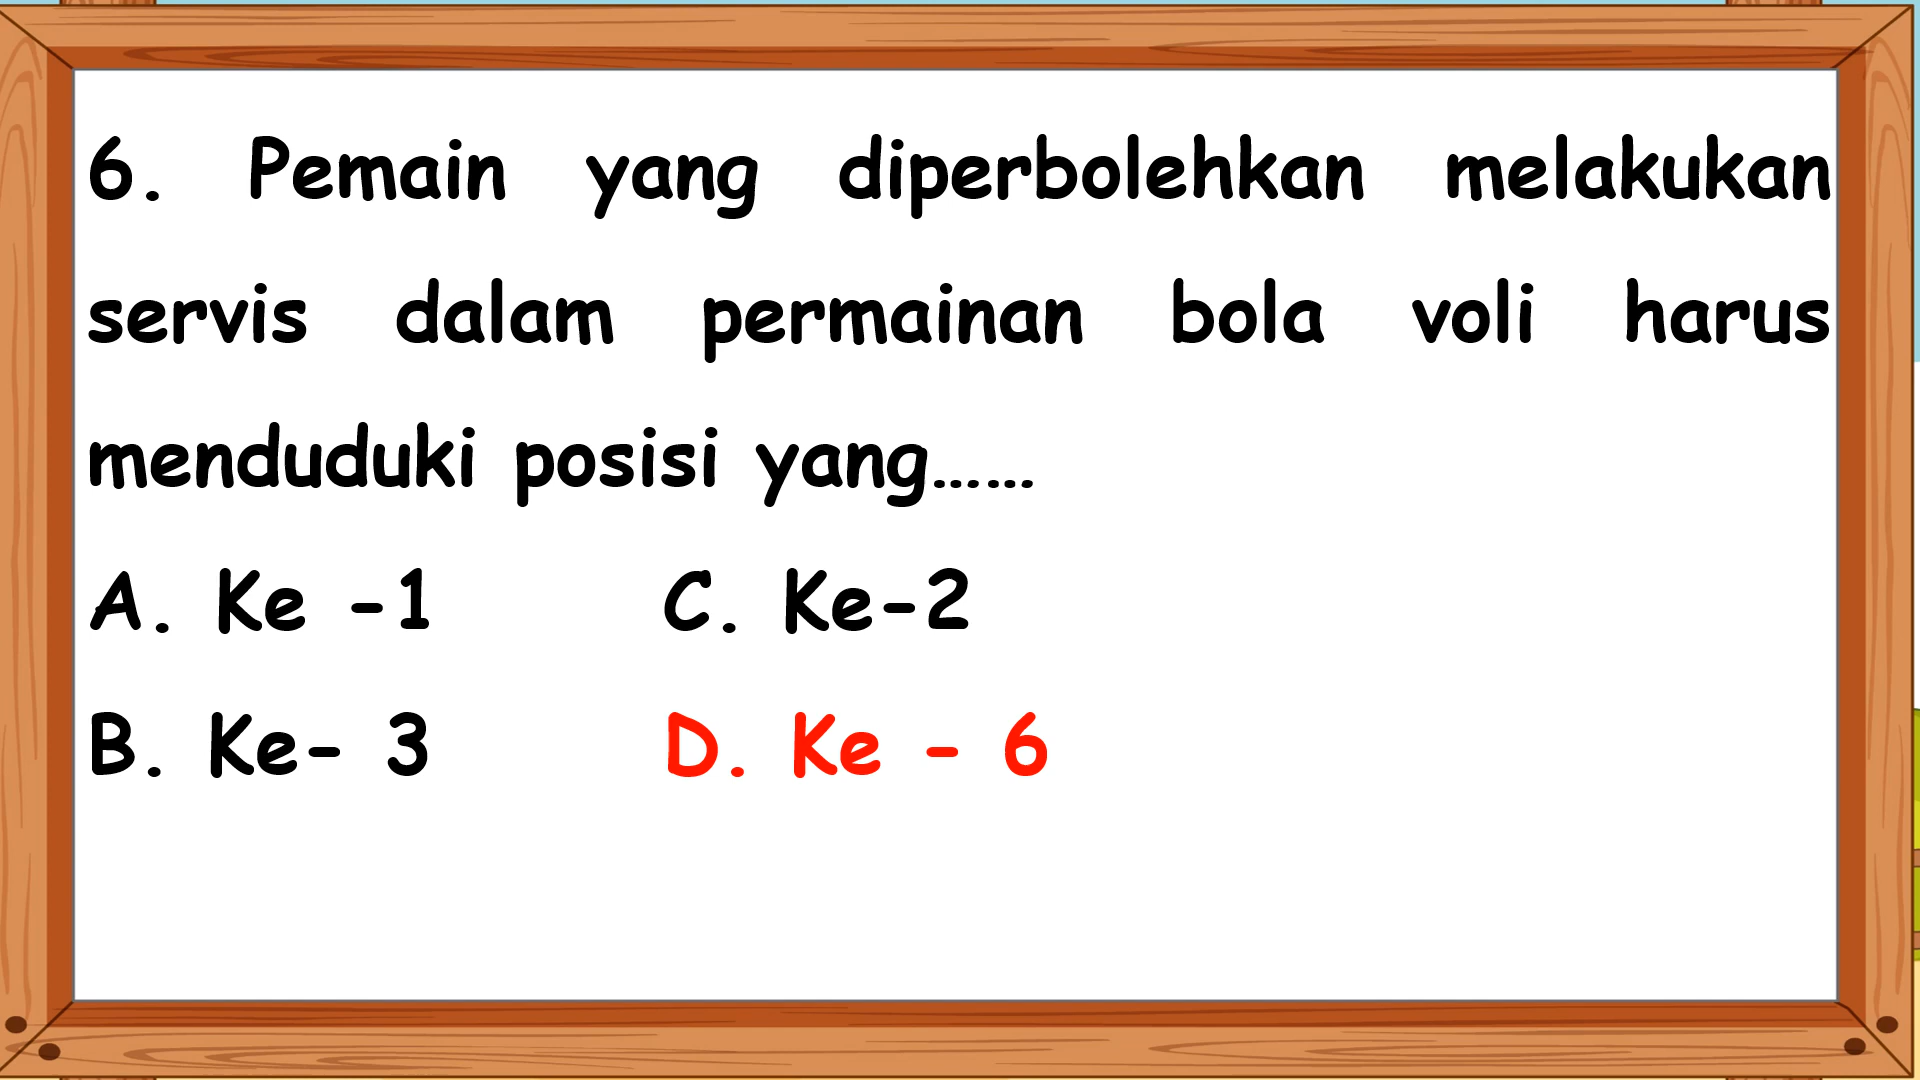 6. Pemain yang diperbolehkan melakukan
servis dalam permainan bola voli harus
menduduki posisi yang……
A. Ke -1 C. Ke-2
B. Ke- 3 D. Ke - 6